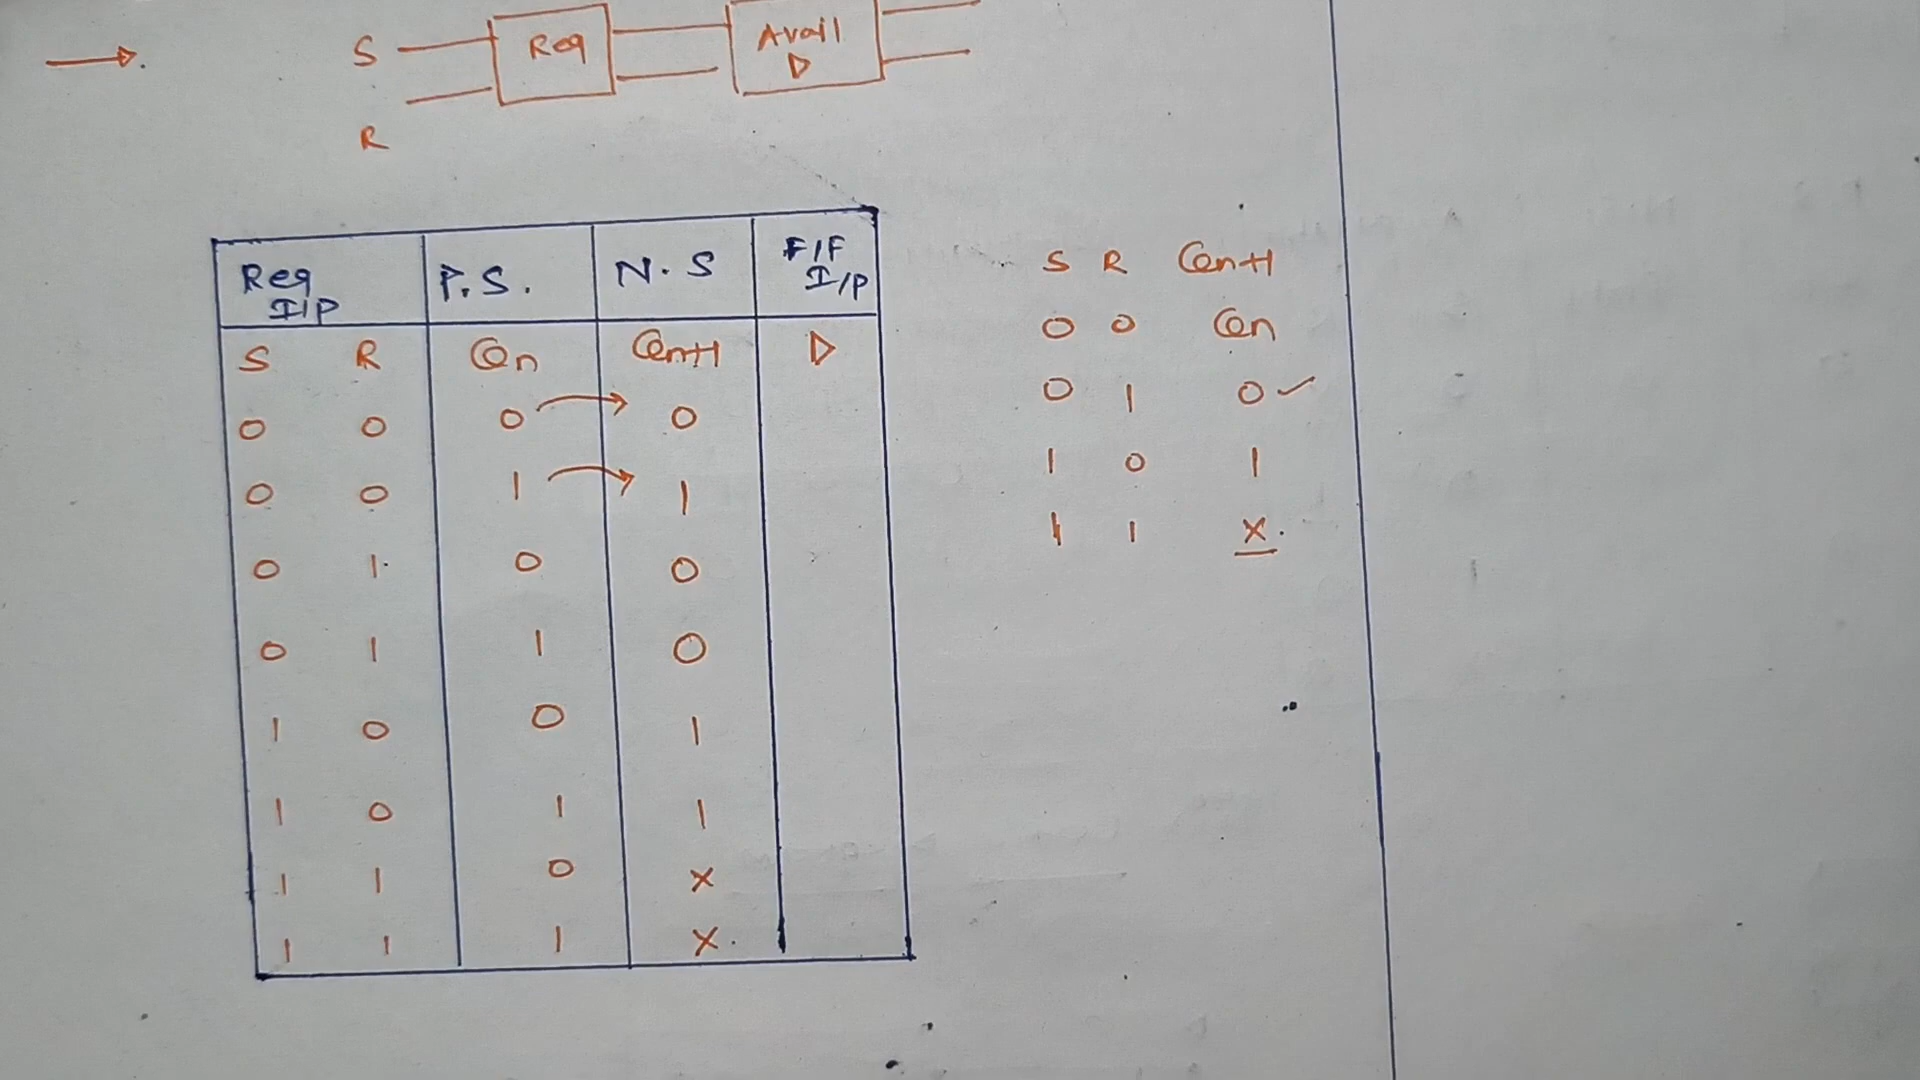 S Req Avail
D
R
Req I/P P.S. N.S F/F I/P
S R Qn Qn+1 D
0 0 0 0
0 0 1 1
0 1 0 0
0 1 1 0
1 0 0 1
1 0 1 1
1 1 0 X
1 1 1 X.
S R Qn+1
0 0 Qn
0 1 0 ✓
1 0 1
1 1 X.